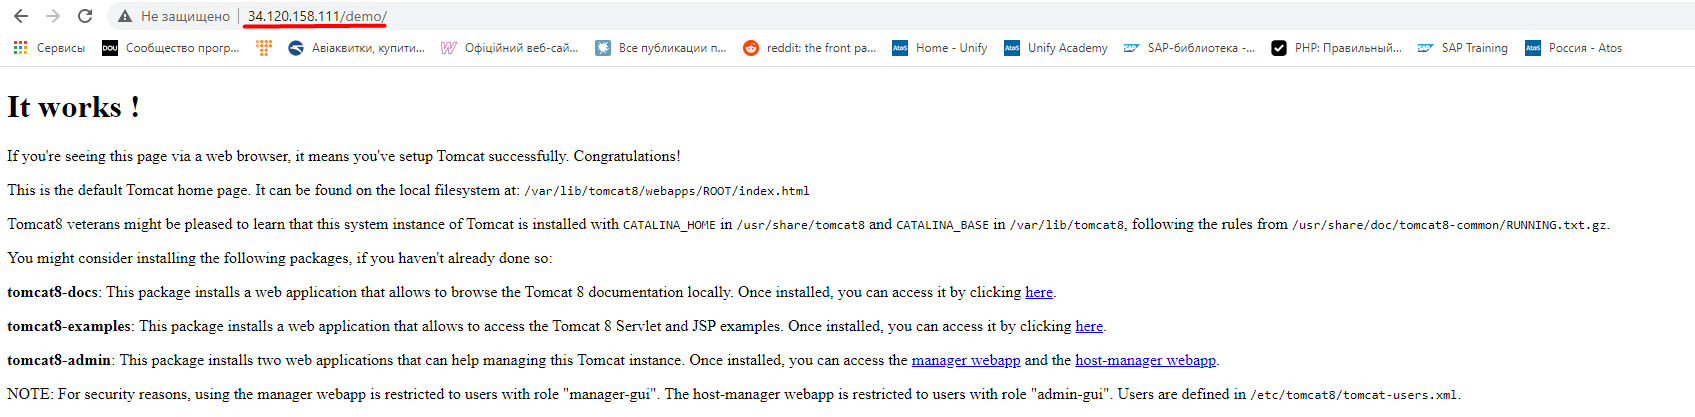 Не защищено 34.120.158.111/demo/
Сервисы DOU Сообщество прогр... Авіаквитки, купити... Офіційний веб-сай... Все публикации п... reddit: the front pa... Atos Home - Unify Atos Unify Academy SAP SAP-библиотека -... PHP: Правильный... SAP SAP Training Atos Россия - Atos
It works !
If you're seeing this page via a web browser, it means you've setup Tomcat successfully. Congratulations!
This is the default Tomcat home page. It can be found on the local filesystem at: /var/lib/tomcat8/webapps/ROOT/index.html
Tomcat8 veterans might be pleased to learn that this system instance of Tomcat is installed with CATALINA_HOME in /usr/share/tomcat8 and CATALINA_BASE in /var/lib/tomcat8, following the rules from /usr/share/doc/tomcat8-common/RUNNING.txt.gz.
You might consider installing the following packages, if you haven't already done so:
tomcat8-docs: This package installs a web application that allows to browse the Tomcat 8 documentation locally. Once installed, you can access it by clicking here.
tomcat8-examples: This package installs a web application that allows to access the Tomcat 8 Servlet and JSP examples. Once installed, you can access it by clicking here.
tomcat8-admin: This package installs two web applications that can help managing this Tomcat instance. Once installed, you can access the manager webapp and the host-manager webapp.
NOTE: For security reasons, using the manager webapp is restricted to users with role "manager-gui". The host-manager webapp is restricted to users with role "admin-gui". Users are defined in /etc/tomcat8/tomcat-users.xml.